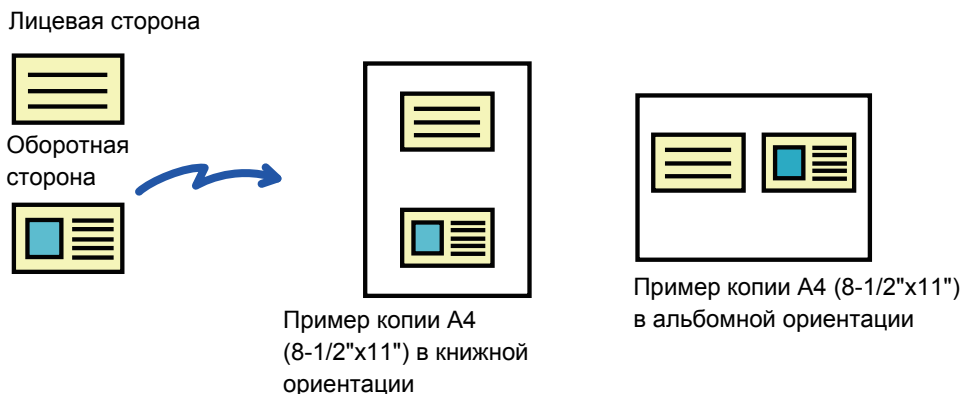 Лицевая сторона
Оборотная
сторона
Пример копии A4
(8-1/2"x11") в книжной
ориентации
Пример копии A4 (8-1/2"x11")
в альбомной ориентации